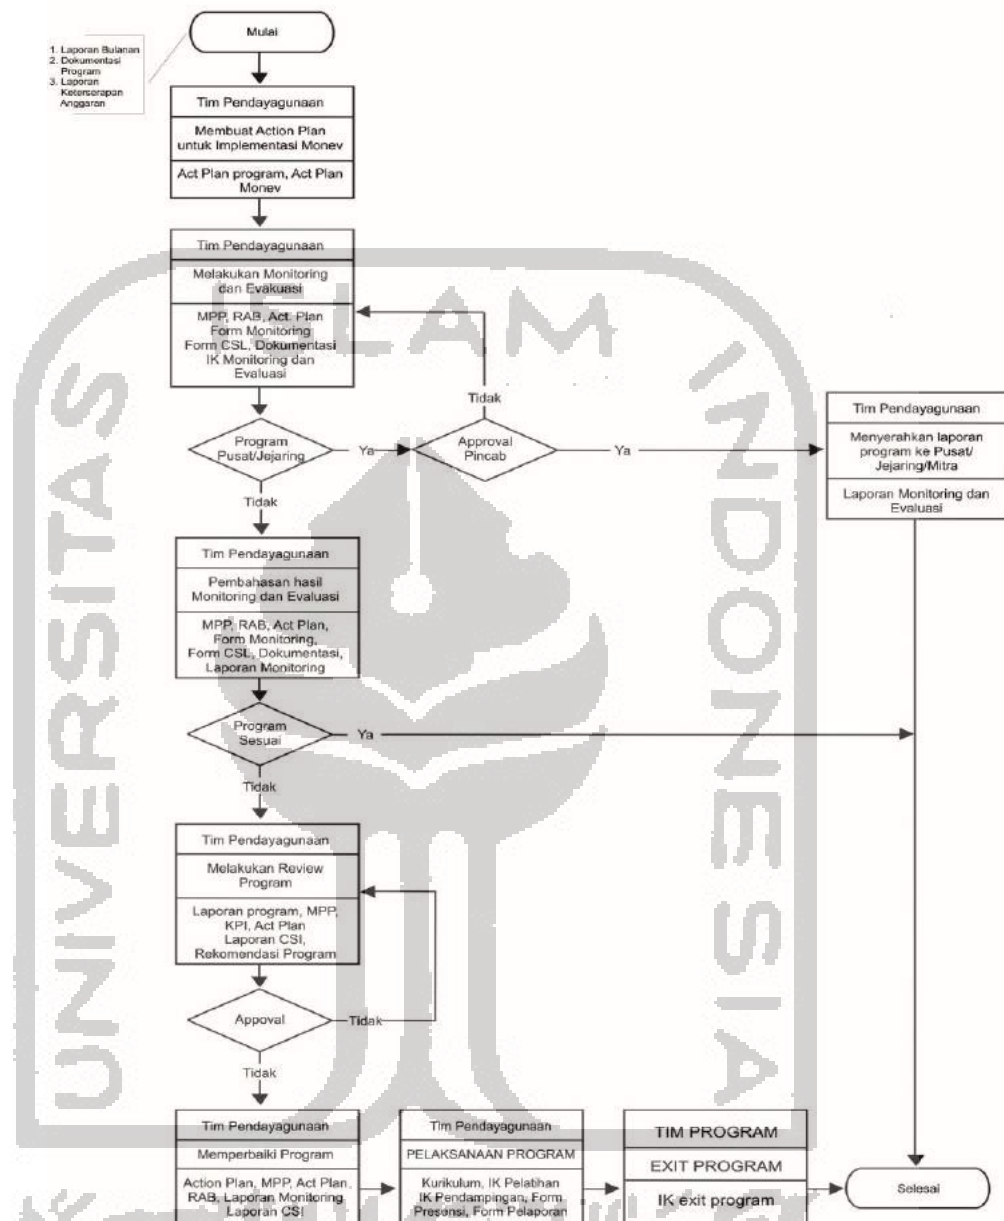 Mulai
1. Laporan Bulanan
2. Dokumentasi
Program
3. Laporan
Keterserapan
Anggaran
Tim Pendayagunaan
Membuat Action Plan
untuk Implementasi Monev
Act Plan program, Act Plan
Monev
Tim Pendayagunaan
Melakukan Monitoring
dan Evakuasi
MPP, RAB, Act. Plan
Form Monitoring
Form CSL, Dokumentasi
IK Monitoring dan
Evaluasi
Tidak
Program
Pusat/Jejaring
Ya
Approval
Pincab
Ya
Tim Pendayagunaan
Menyerahkan laporan
program ke Pusat/
Jejaring/Mitra
Laporan Monitoring dan
Evaluasi
Tidak
Tim Pendayagunaan
Pembahasan hasil
Monitoring dan Evaluasi
MPP, RAB, Act Plan,
Form Monitoring,
Form CSL, Dokumentasi,
Laporan Monitoring
Program
Sesuai
Ya
Tidak
Tim Pendayagunaan
Melakukan Review
Program
Laporan program, MPP,
KPI, Act Plan
Laporan CSI,
Rekomendasi Program
Appoval
Tidak
Tidak
Tim Pendayagunaan
Memperbaiki Program
Action Plan, MPP, Act Plan,
RAB, Laporan Monitoring
Laporan CSI
Tim Pendayagunaan
PELAKSANAAN PROGRAM
Kurikulum, IK Pelatihan
IK Pendampingan, Form
Presensi, Form Pelaporan
TIM PROGRAM
EXIT PROGRAM
IK exit program
Selesai
UNIVERSITAS
ISLAM
INDONESIA